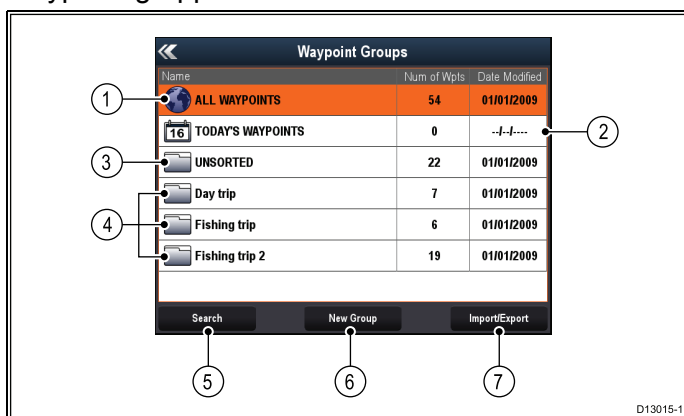 Waypoint Groups
Name Num of Wpts Date Modified
1 ALL WAYPOINTS 54 01/01/2009
16 TODAY'S WAYPOINTS 0 --/--/---- 2
3 UNSORTED 22 01/01/2009
Day trip 7 01/01/2009
4 Fishing trip 6 01/01/2009
Fishing trip 2 19 01/01/2009
Search New Group Import/Export
5 6 7
D13015-1